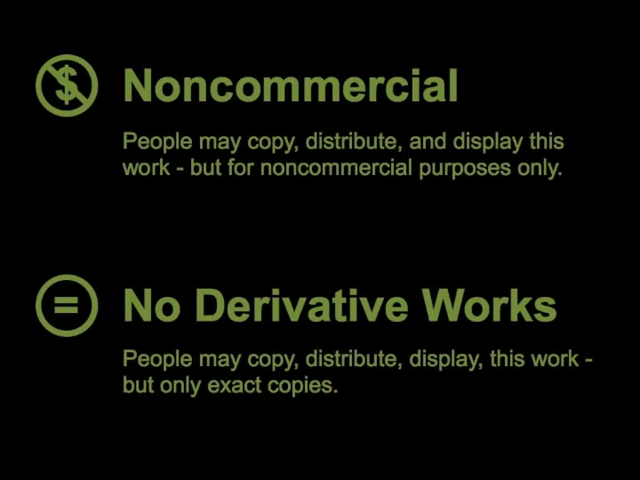 Noncommercial
People may copy, distribute, and display this
work - but for noncommercial purposes only.
No Derivative Works
People may copy, distribute, display, this work -
but only exact copies.